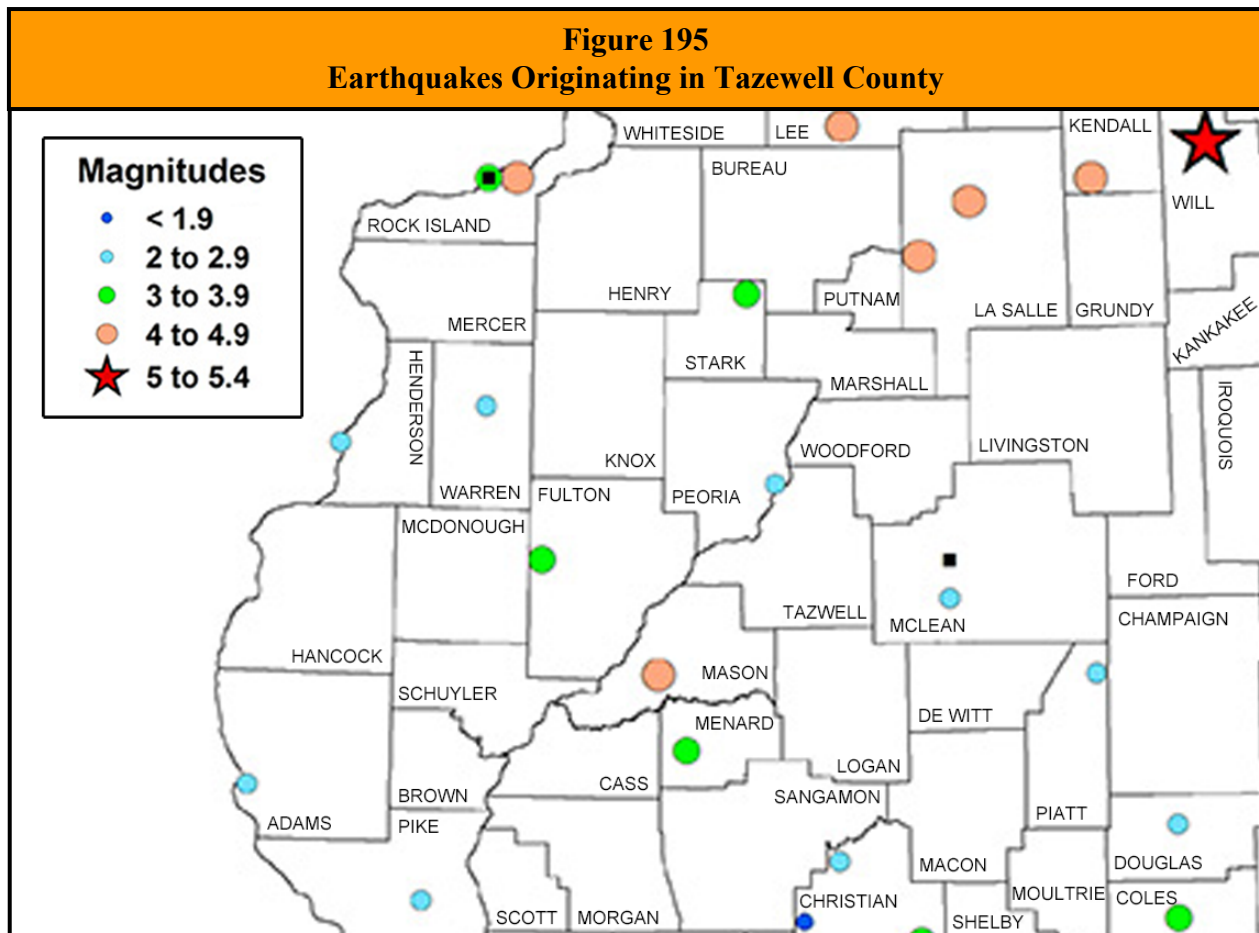 Figure 195
Earthquakes Originating in Tazewell County
Magnitudes
< 1.9
2 to 2.9
3 to 3.9
4 to 4.9
5 to 5.4
WHITESIDE
LEE
KENDALL
BUREAU
WILL
ROCK ISLAND
HENRY
PUTNAM
LA SALLE
GRUNDY
MERCER
KANKAKEE
STARK
MARSHALL
HENDERSON
IROQUOIS
WOODFORD
LIVINGSTON
KNOX
WARREN
FULTON
PEORIA
MCDONOUGH
FORD
TAZWELL
MCLEAN
CHAMPAIGN
HANCOCK
MASON
SCHUYLER
DE WITT
MENARD
LOGAN
CASS
SANGAMON
BROWN
PIATT
ADAMS
PIKE
MACON
DOUGLAS
MOULTRIE
COLES
CHRISTIAN
SCOTT
MORGAN
SHELBY